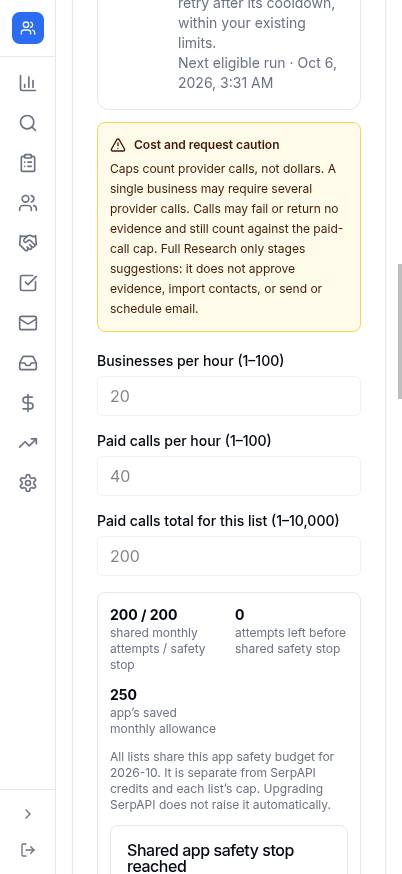 retry after its cooldown,
within your existing
limits.
Next eligible run · Oct 6,
2026, 3:31 AM
Cost and request caution
Caps count provider calls, not dollars. A
single business may require several
provider calls. Calls may fail or return no
evidence and still count against the paid-
call cap. Full Research only stages
suggestions: it does not approve
evidence, import contacts, or send or
schedule email.
Businesses per hour (1–100)
20
Paid calls per hour (1–100)
40
Paid calls total for this list (1–10,000)
200
200 / 200
shared monthly
attempts / safety
stop
0
attempts left before
shared safety stop
250
app’s saved
monthly allowance
All lists share this app safety budget for
2026-10. It is separate from SerpAPI
credits and each list’s cap. Upgrading
SerpAPI does not raise it automatically.
Shared app safety stop
reached